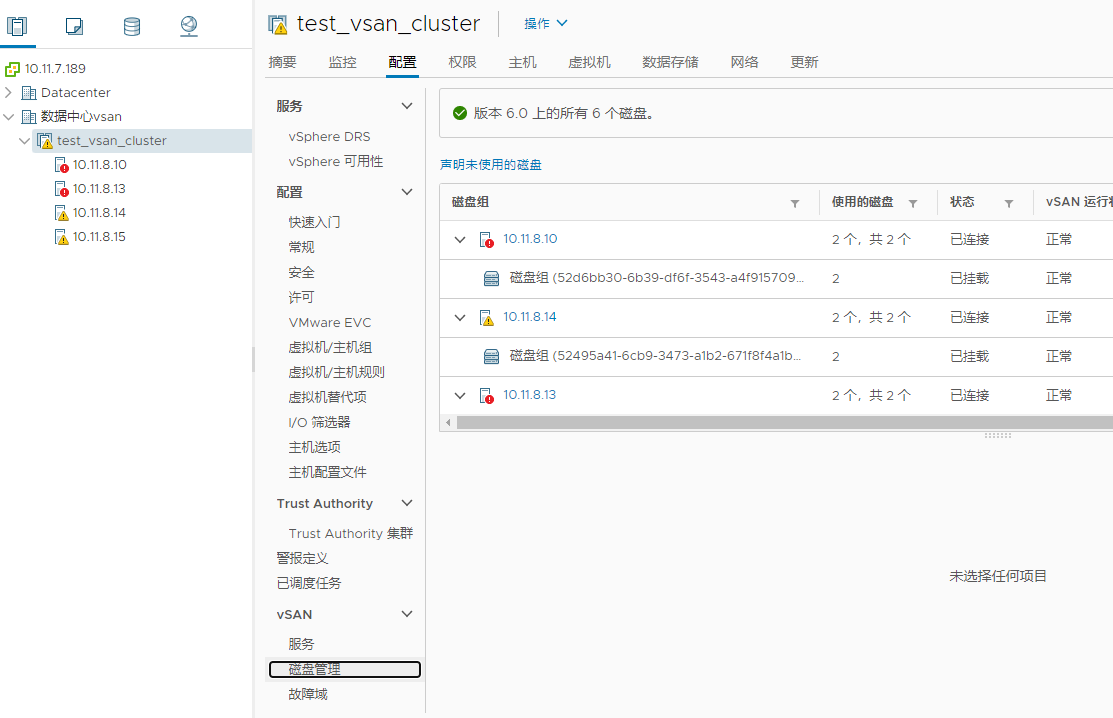 test_vsan_cluster
操作
摘要 监控 配置 权限 主机 虚拟机 数据存储 网络 更新
10.11.7.189
Datacenter
数据中心vsan
test_vsan_cluster
10.11.8.10
10.11.8.13
10.11.8.14
10.11.8.15
服务
vSphere DRS
vSphere 可用性
配置
快速入门
常规
安全
许可
VMware EVC
虚拟机/主机组
虚拟机/主机规则
虚拟机替代项
I/O 筛选器
主机选项
主机配置文件
Trust Authority
Trust Authority 集群
警报定义
已调度任务
vSAN
服务
磁盘管理
故障域
版本 6.0 上的所有 6 个磁盘。
声明未使用的磁盘
磁盘组 使用的磁盘 状态 vSAN 运行
10.11.8.10 2 个，共 2 个 已连接 正常
磁盘组 (52d6bb30-6b39-df6f-3543-a4f915709... 2 已挂载 正常
10.11.8.14 2 个，共 2 个 已连接 正常
磁盘组 (52495a41-6cb9-3473-a1b2-671f8f4a1b... 2 已挂载 正常
10.11.8.13 2 个，共 2 个 已连接 正常
未选择任何项目